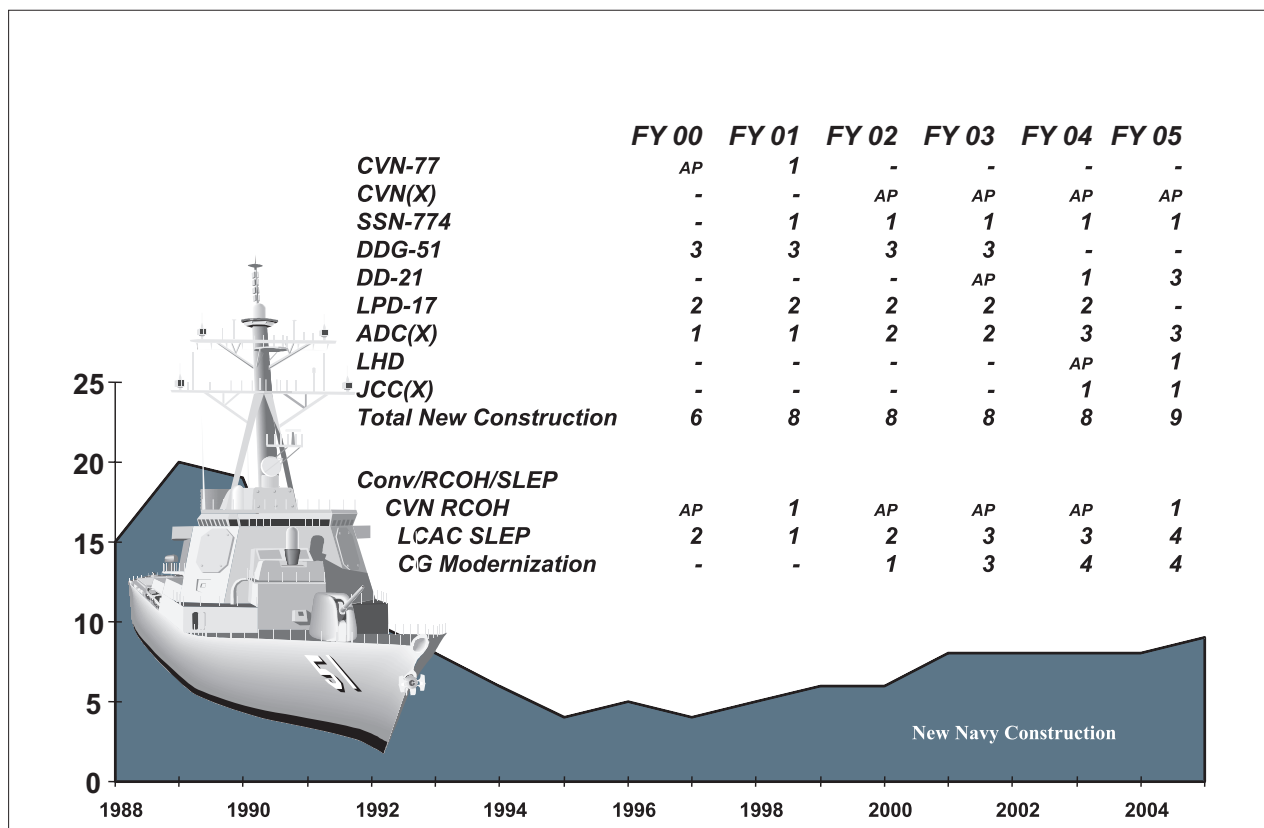 FY 00 FY 01 FY 02 FY 03 FY 04 FY 05
CVN-77 AP 1 - - - -
CVN(X) - - AP AP AP AP
SSN-774 - 1 1 1 1 1
DDG-51 3 3 3 3 - -
DD-21 - - - AP 1 3
LPD-17 2 2 2 2 2 -
ADC(X) 1 1 2 2 3 3
LHD - - - - AP 1
JCC(X) - - - - 1 1
Total New Construction 6 8 8 8 8 9
Conv/RCOH/SLEP
CVN RCOH AP 1 AP AP AP 1
LCAC SLEP 2 1 2 3 3 4
CG Modernization - - 1 3 4 4
25
20
15
10
5
0
51
New Navy Construction
1988 1990 1992 1994 1996 1998 2000 2002 2004